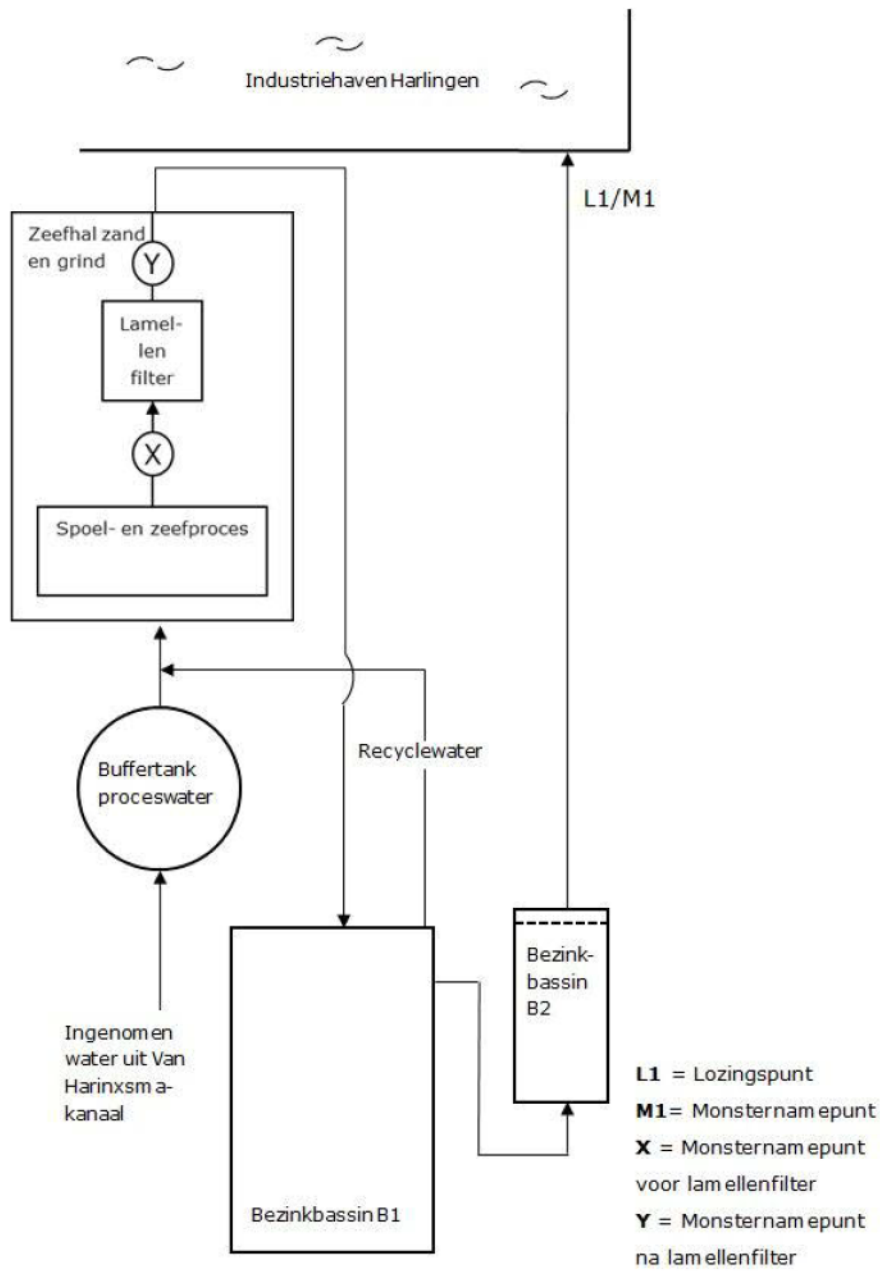 Industriehaven Harlingen
L1/M1
Zeefhal zand
en grind
Y
Lamel-
len
filter
X
Spoel- en zeefproces
Recyclewater
Buffertank
proceswater
Bezink-
bassin
B2
Ingenomen
water uit Van
Harinxsma-
kanaal
Bezinkbassin B1
L1 = Lozingspunt
M1= Monsternamepunt
X = Monsternamepunt
voor lamellenfilter
Y = Monsternamepunt
na lamellenfilter